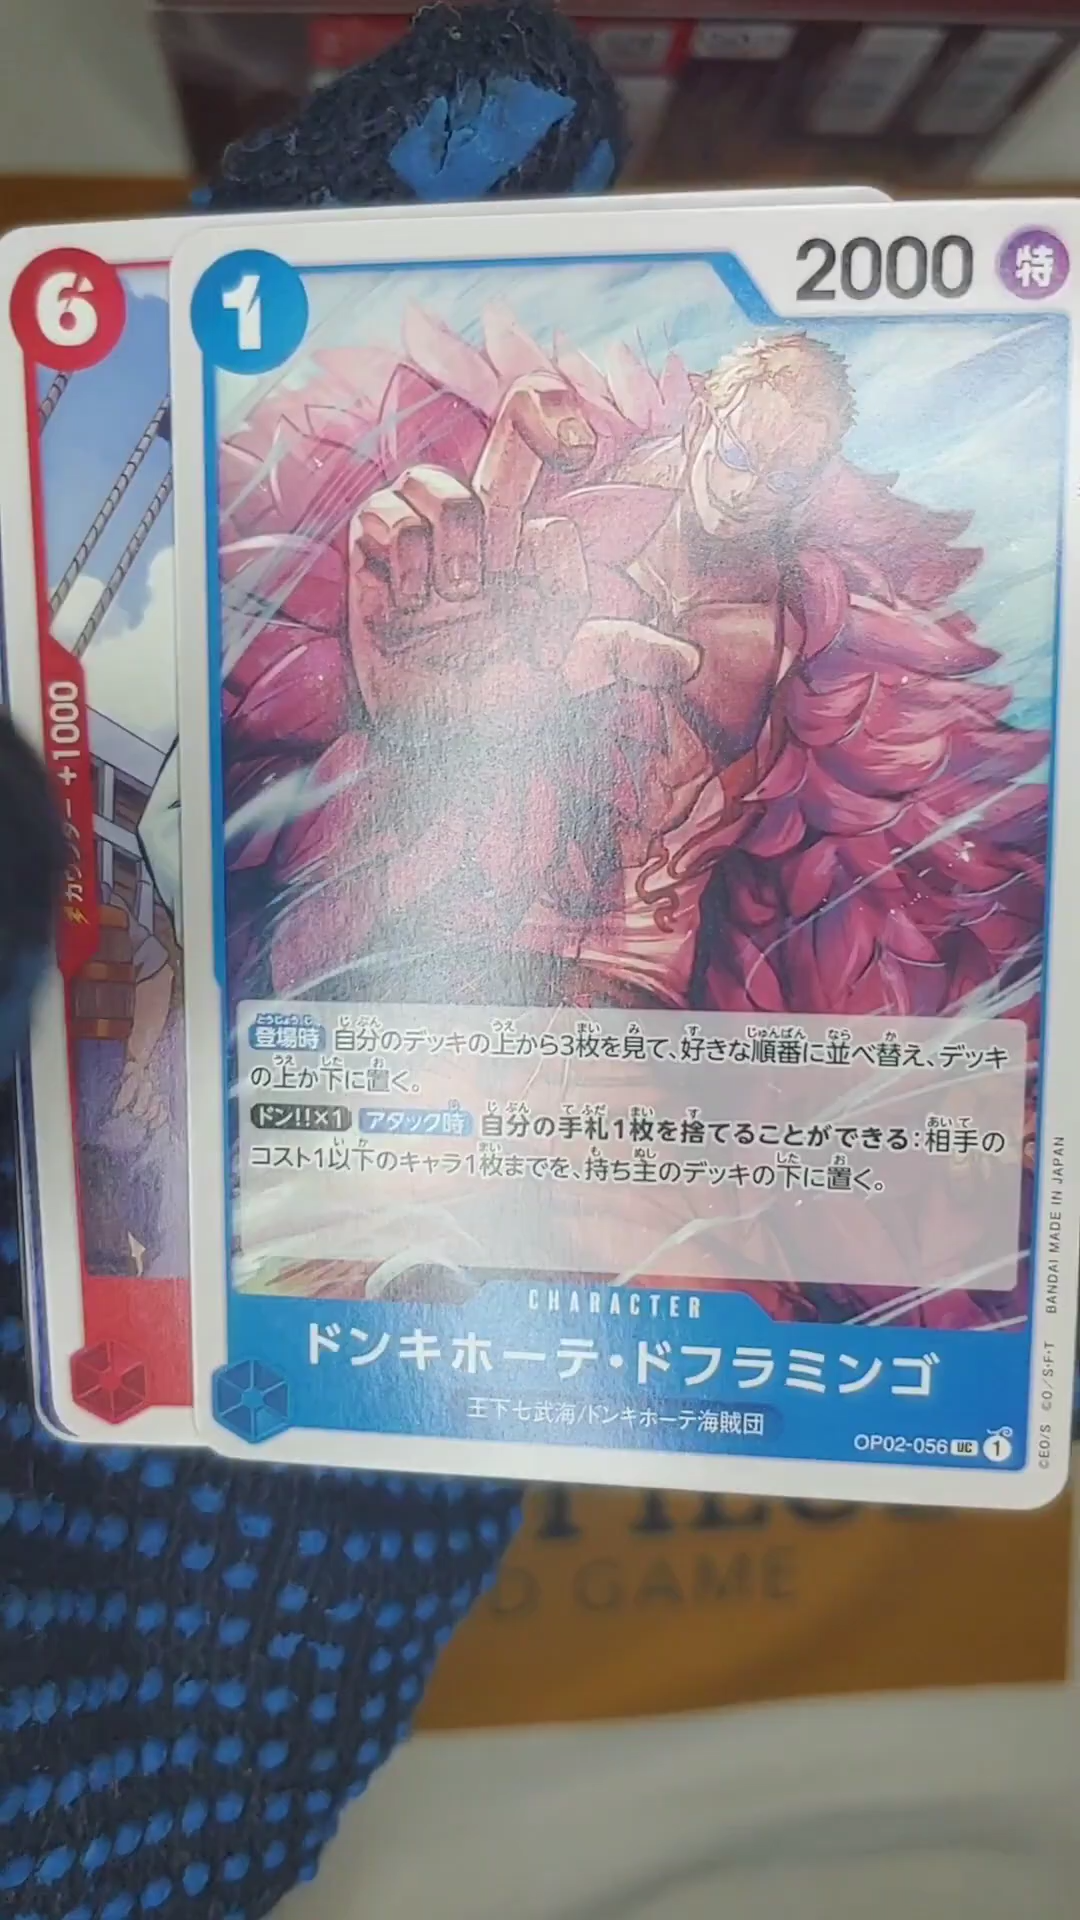 6
1
2000
特
カウンター +1000
登場時 自分のデッキの上から3枚を見て、好きな順番に並べ替え、デッキ
の上か下に置く。
ドン!!×1 アタック時 自分の手札1枚を捨てることができる:相手の
コスト1以下のキャラ1枚までを、持ち主のデッキの下に置く。
CHARACTER
ドンキホーテ・ドフラミンゴ
王下七武海/ドンキホーテ海賊団
OP02-056 UC 1
©EO/S ©O/S・F・T BANDAI MADE IN JAPAN
GAME